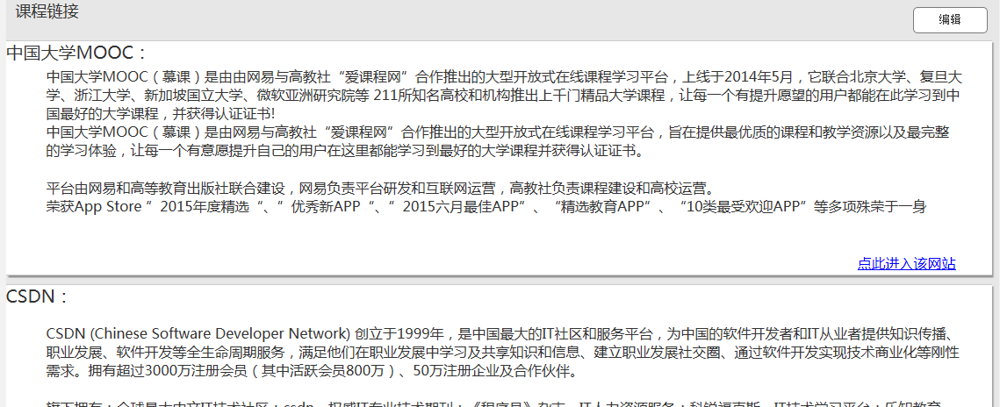 课程链接
编辑
中国大学MOOC：
中国大学MOOC（慕课）是由由网易与高教社“爱课程网”合作推出的大型开放式在线课程学习平台，上线于2014年5月，它联合北京大学、复旦大
学、浙江大学、新加坡国立大学、微软亚洲研究院等 211所知名高校和机构推出上千门精品大学课程，让每一个有提升愿望的用户都能在此学习到中
国最好的大学课程，并获得认证证书!
中国大学MOOC（慕课）是由网易与高教社“爱课程网”合作推出的大型开放式在线课程学习平台，旨在提供最优质的课程和教学资源以及最完整
的学习体验，让每一个有意愿提升自己的用户在这里都能学习到最好的大学课程并获得认证证书。
平台由网易和高等教育出版社联合建设，网易负责平台研发和互联网运营，高教社负责课程建设和高校运营。
荣获App Store ”2015年度精选“、”优秀新APP“、”2015六月最佳APP”、“精选教育APP”、“10类最受欢迎APP”等多项殊荣于一身
点此进入该网站
CSDN：
CSDN (Chinese Software Developer Network) 创立于1999年，是中国最大的IT社区和服务平台，为中国的软件开发者和IT从业者提供知识传播、
职业发展、软件开发等全生命周期服务，满足他们在职业发展中学习及共享知识和信息、建立职业发展社交圈、通过软件开发实现技术商业化等刚性
需求。拥有超过3000万注册会员（其中活跃会员800万）、50万注册企业及合作伙伴。
旗下拥有：全球最大中文IT技术社区：csdn，权威IT专业技术期刊：《程序员》杂志，IT人力资源服务：科锐福克斯，IT技术学习平台：乐知教育